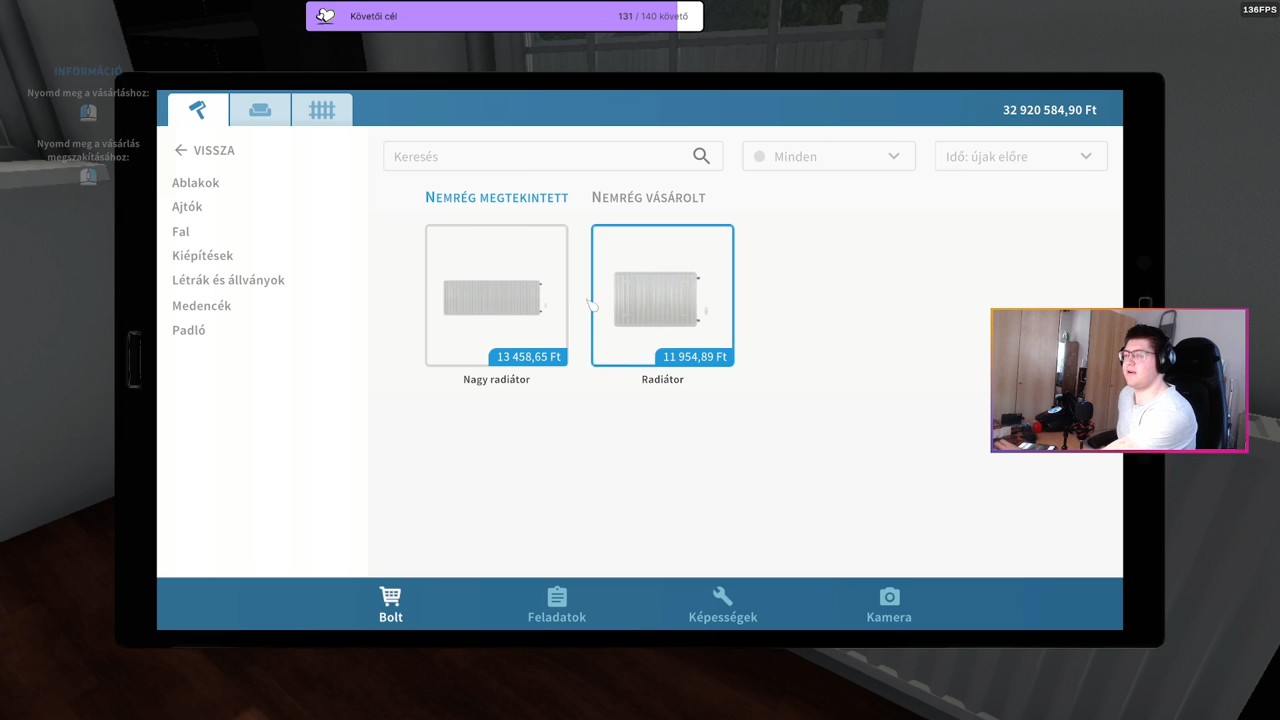 Követői cél
131 / 140 követő
136FPS
INFORMÁCIÓ
Nyomd meg a vásárláshoz:
Nyomd meg a vásárlás
megszakításához:
32 920 584,90 Ft
VISSZA
Ablakok
Ajtók
Fal
Kiépítések
Létrák és állványok
Medencék
Padló
Keresés
Minden
Idő: újak előre
NEMRÉG MEGTEKINTETT
NEMRÉG VÁSÁROLT
13 458,65 Ft
Nagy radiátor
11 954,89 Ft
Radiátor
Bolt
Feladatok
Képességek
Kamera